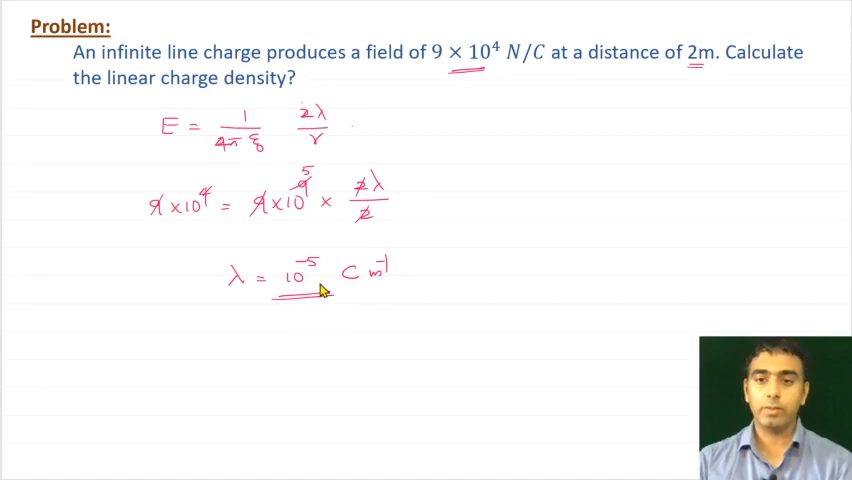 Problem:
An infinite line charge produces a field of 9 × 10⁴ N/C at a distance of 2m. Calculate
the linear charge density?
E = 1/(4π ε₀) 2λ/r
9 × 10⁴ = 9 × 10⁹ ⁵ × 2λ/2
λ = 10⁻⁵ C m⁻¹